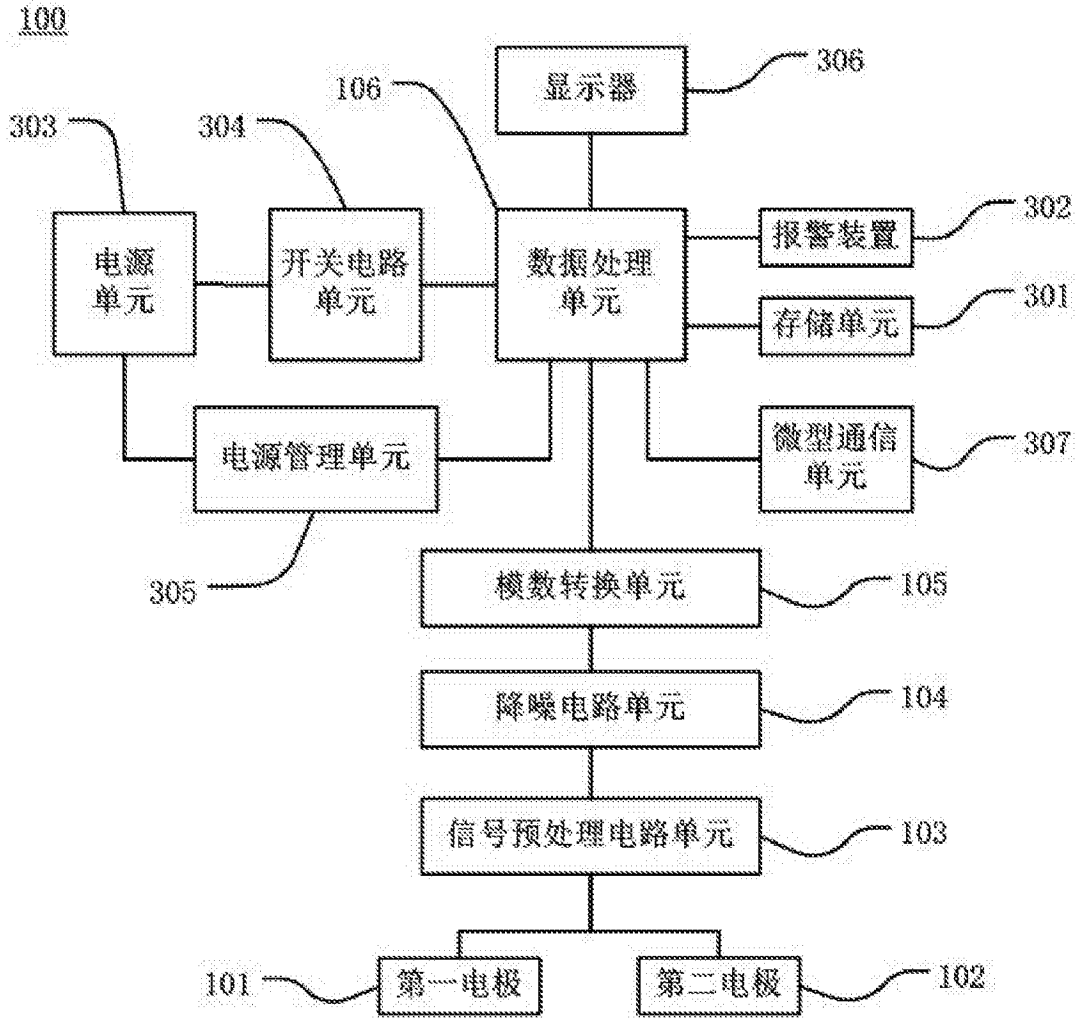 100
显示器
306
106
303
304
电源
单元
开关电路
单元
数据处理
单元
报警装置
302
存储单元
301
电源管理单元
微型通信
单元
307
305
模数转换单元
105
降噪电路单元
104
信号预处理电路单元
103
101
第一电极
第二电极
102